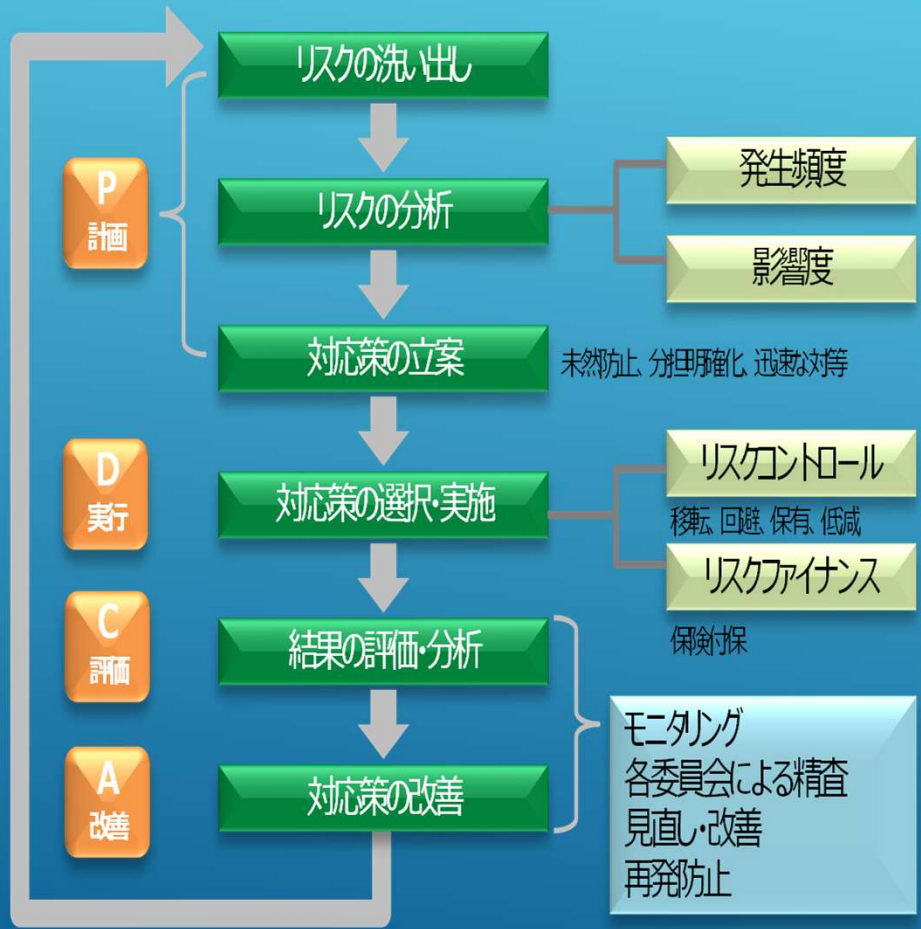 リスクの洗い出し
P
計画
リスクの分析
発生頻度
影響度
対応策の立案
未然防止、分担明確化、迅速な対等
D
実行
対応策の選択・実施
リスクコントロール
移転、回避、保有、低減
リスクファイナンス
保険付保
C
評価
結果の評価・分析
A
改善
対応策の改善
モニタリング
各委員会による精査
見直し・改善
再発防止